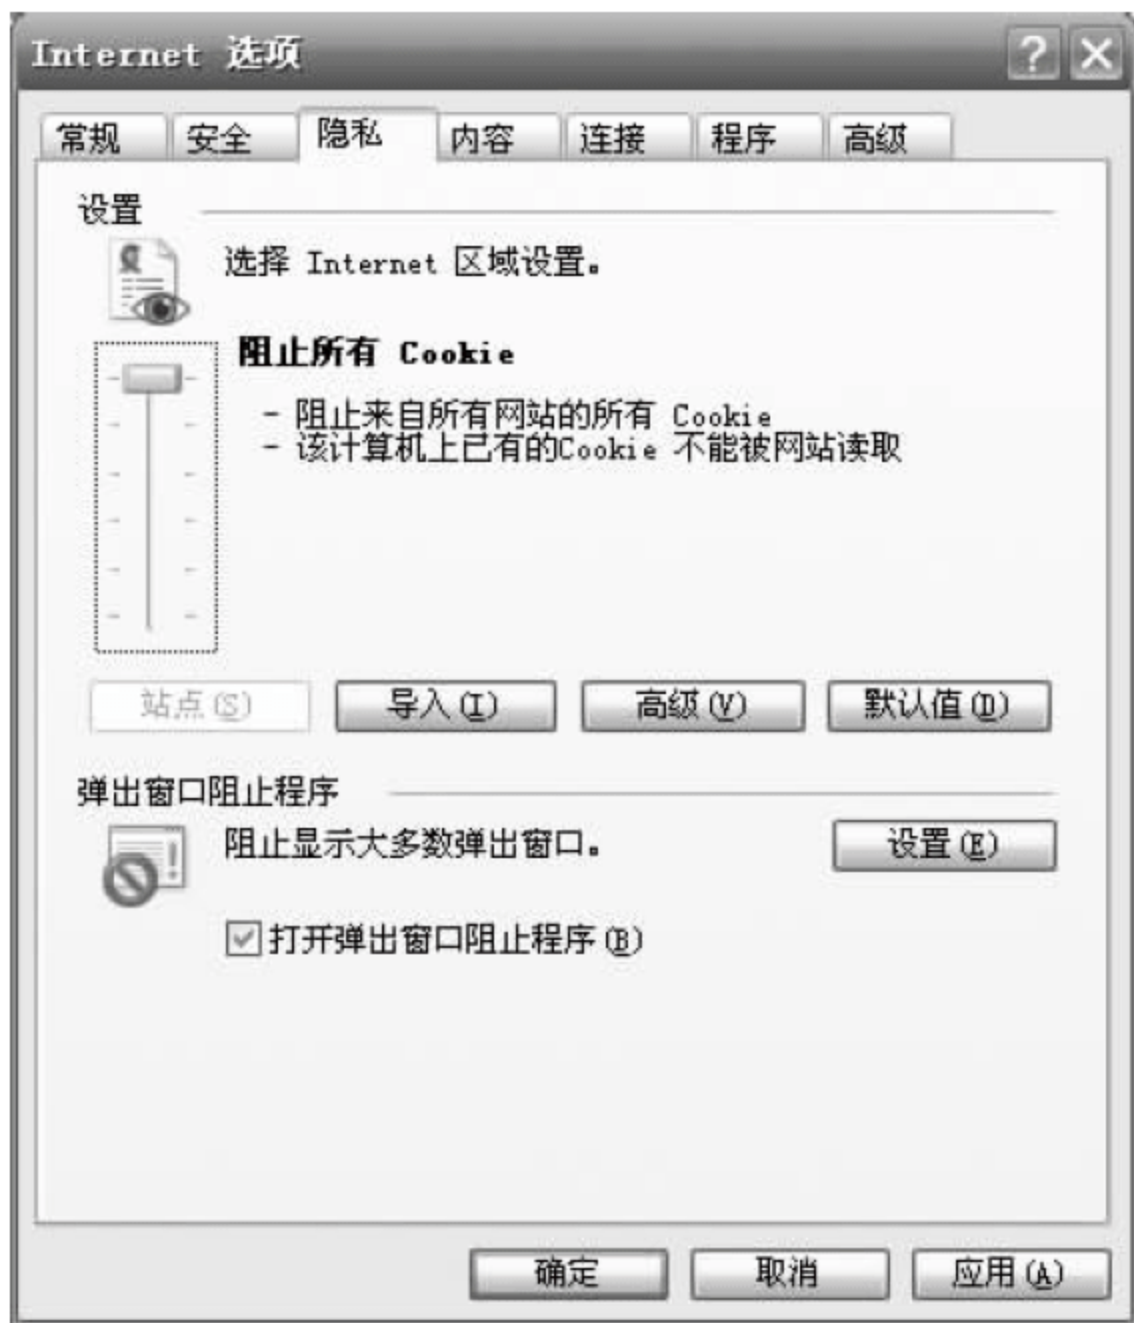 Internet 选项
常规 安全 隐私 内容 连接 程序 高级
设置
选择 Internet 区域设置。
阻止所有 Cookie
- 阻止来自所有网站的所有 Cookie
- 该计算机上已有的Cookie 不能被网站读取
站点(S) 导入(I) 高级(V) 默认值(D)
弹出窗口阻止程序
阻止显示大多数弹出窗口。 设置(E)
打开弹出窗口阻止程序(B)
确定 取消 应用(A)